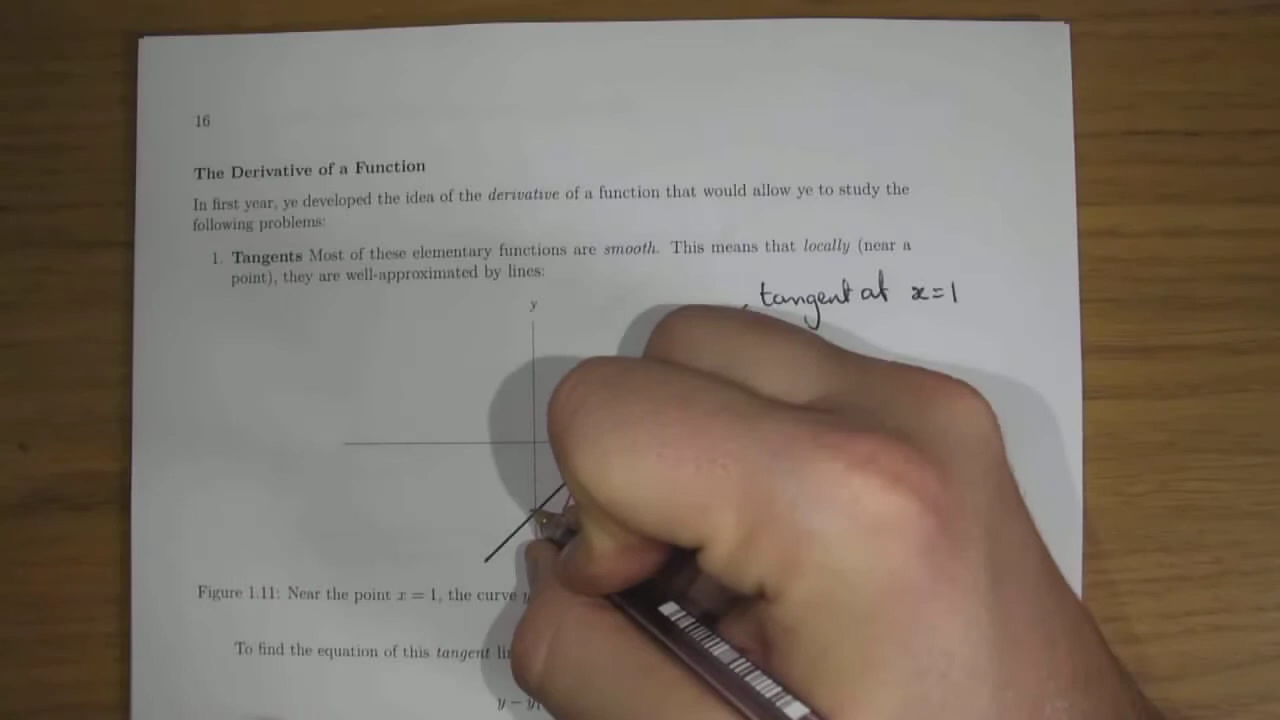 16
The Derivative of a Function
In first year, ye developed the idea of the derivative of a function that would allow ye to study the
following problems:
1. Tangents Most of these elementary functions are smooth. This means that locally (near a
point), they are well-approximated by lines:
y
tangent at x=1
Figure 1.11: Near the point x = 1, the curve
To find the equation of this tangent
y −